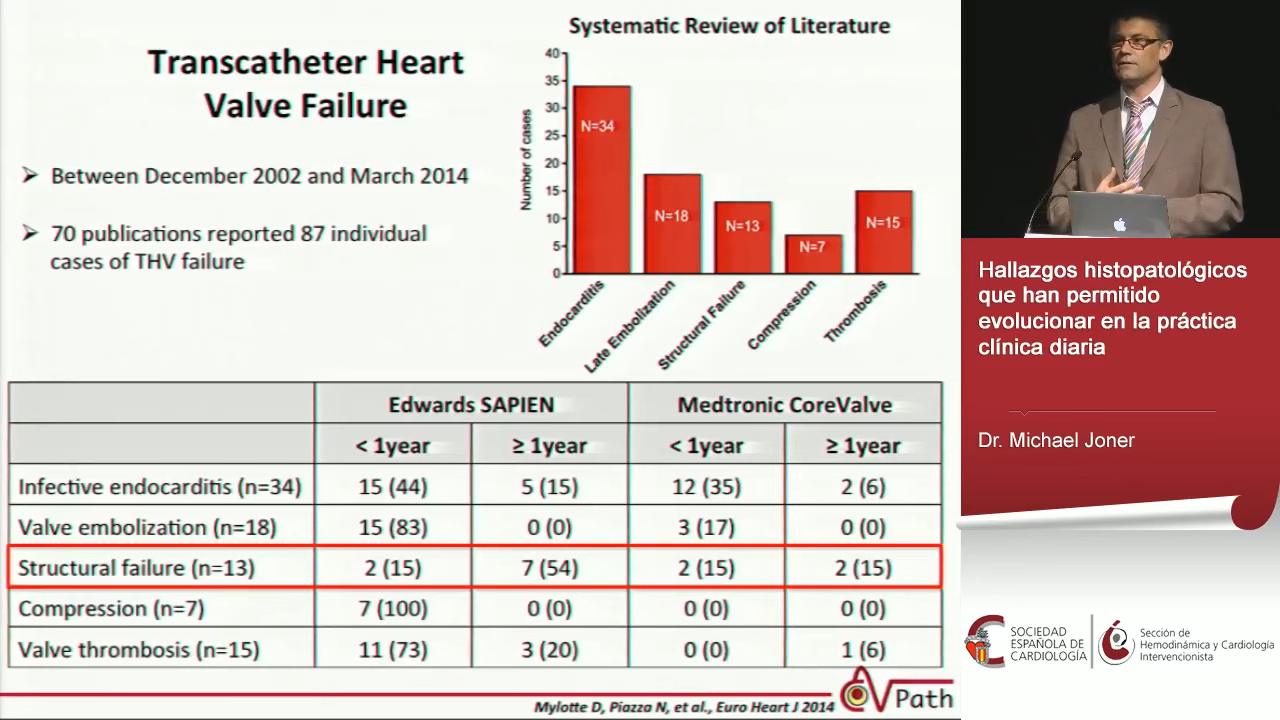 Transcatheter Heart
Valve Failure
➢ Between December 2002 and March 2014
➢ 70 publications reported 87 individual
cases of THV failure
Systematic Review of Literature
Number of cases
40
35
30
25
20
15
10
5
0
N=34
N=18
N=13
N=7
N=15
Endocarditis
Late Embolization
Structural Failure
Compression
Thrombosis
Edwards SAPIEN Medtronic CoreValve
< 1year ≥ 1year < 1year ≥ 1year
Infective endocarditis (n=34) 15 (44) 5 (15) 12 (35) 2 (6)
Valve embolization (n=18) 15 (83) 0 (0) 3 (17) 0 (0)
Structural failure (n=13) 2 (15) 7 (54) 2 (15) 2 (15)
Compression (n=7) 7 (100) 0 (0) 0 (0) 0 (0)
Valve thrombosis (n=15) 11 (73) 3 (20) 0 (0) 1 (6)
Mylotte D, Piazza N, et al., Euro Heart J 2014
CVPath
Hallazgos histopatológicos
que han permitido
evolucionar en la práctica
clínica diaria
Dr. Michael Joner
SOCIEDAD
ESPAÑOLA DE
CARDIOLOGÍA
Sección de
Hemodinámica y Cardiología
Intervencionista